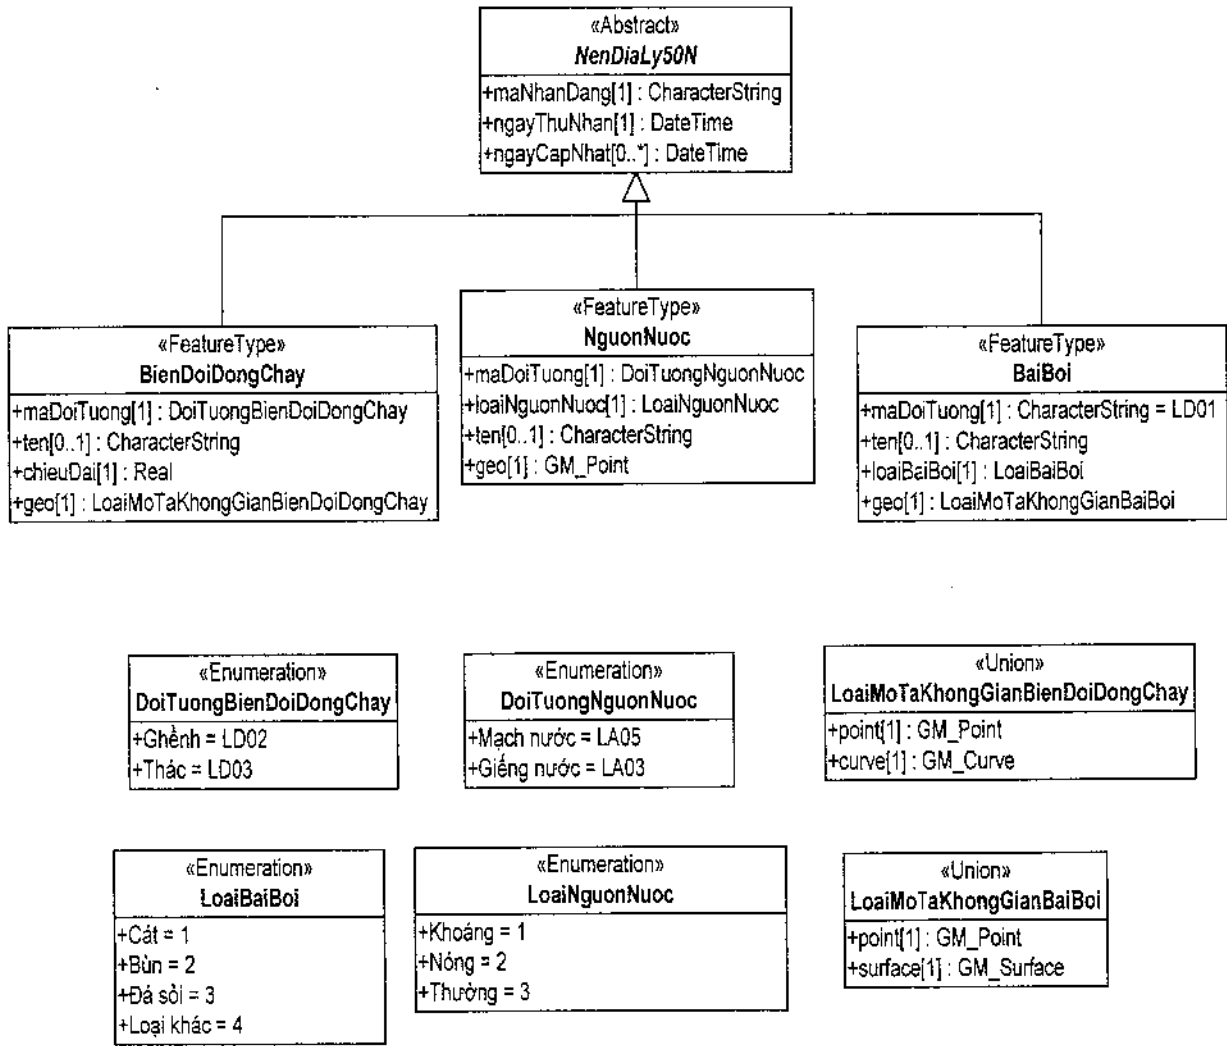 «Abstract»
NenDiaLy50N
+maNhanDang[1] : CharacterString
+ngayThuNhan[1] : DateTime
+ngayCapNhat[0..*] : DateTime
«FeatureType»
BienDoiDongChay
+maDoiTuong[1] : DoiTuongBienDoiDongChay
+ten[0..1] : CharacterString
+chieuDai[1] : Real
+geo[1] : LoaiMoTaKhongGianBienDoiDongChay
«FeatureType»
NguonNuoc
+maDoiTuong[1] : DoiTuongNguonNuoc
+loaiNguonNuoc[1] : LoaiNguonNuoc
+ten[0..1] : CharacterString
+geo[1] : GM_Point
«FeatureType»
BaiBoi
+maDoiTuong[1] : CharacterString = LD01
+ten[0..1] : CharacterString
+loaiBaiBoi[1] : LoaiBaiBoi
+geo[1] : LoaiMoTaKhongGianBaiBoi
«Enumeration»
DoiTuongBienDoiDongChay
+Ghềnh = LD02
+Thác = LD03
«Enumeration»
DoiTuongNguonNuoc
+Mạch nước = LA05
+Giếng nước = LA03
«Union»
LoaiMoTaKhongGianBienDoiDongChay
+point[1] : GM_Point
+curve[1] : GM_Curve
«Enumeration»
LoaiBaiBoi
+Cát = 1
+Bùn = 2
+Đá sỏi = 3
+Loại khác = 4
«Enumeration»
LoaiNguonNuoc
+Khoáng = 1
+Nóng = 2
+Thường = 3
«Union»
LoaiMoTaKhongGianBaiBoi
+point[1] : GM_Point
+surface[1] : GM_Surface